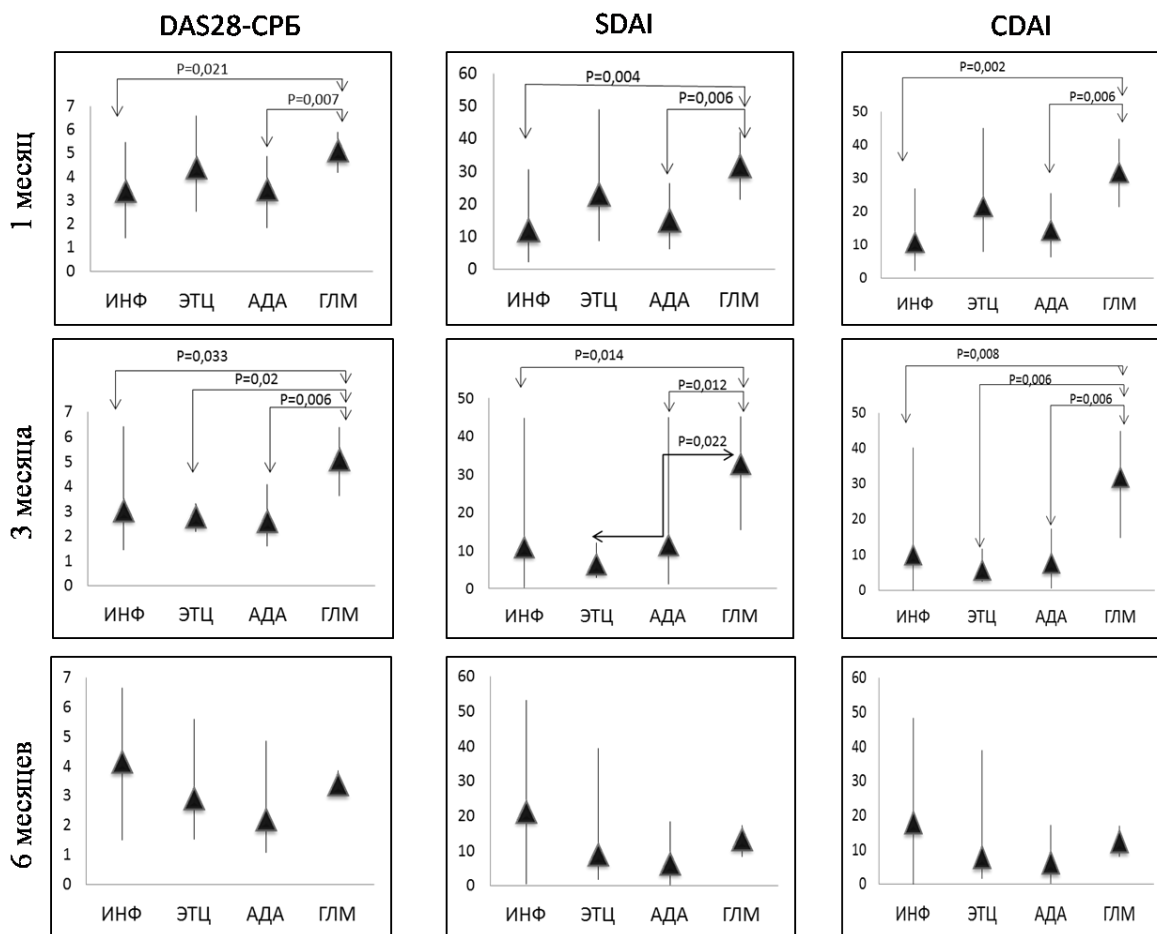 DAS28-СРБ
SDAI
CDAI
1 месяц
P=0,021
P=0,007
7
6
5
4
3
2
1
0
ИНФ ЭТЦ АДА ГЛМ
P=0,004
P=0,006
60
50
40
30
20
10
0
ИНФ ЭТЦ АДА ГЛМ
P=0,002
P=0,006
50
40
30
20
10
0
ИНФ ЭТЦ АДА ГЛМ
3 месяца
P=0,033
P=0,02
P=0,006
7
6
5
4
3
2
1
0
ИНФ ЭТЦ АДА ГЛМ
P=0,014
P=0,012
P=0,022
50
40
30
20
10
0
ИНФ ЭТЦ АДА ГЛМ
P=0,008
P=0,006
P=0,006
50
40
30
20
10
0
ИНФ ЭТЦ АДА ГЛМ
6 месяцев
7
6
5
4
3
2
1
0
ИНФ ЭТЦ АДА ГЛМ
60
50
40
30
20
10
0
ИНФ ЭТЦ АДА ГЛМ
60
50
40
30
20
10
0
ИНФ ЭТЦ АДА ГЛМ